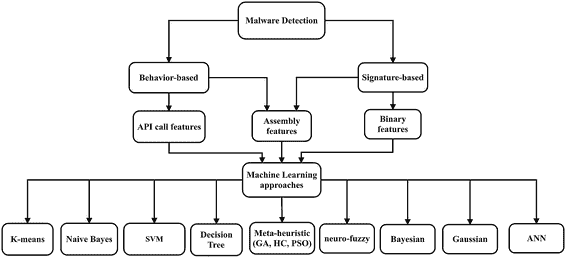 Malware Detection
Behavior-based
Signature-based
API call features
Assembly
features
Binary
features
Machine Learning
approaches
K-means
Naive Bayes
SVM
Decision
Tree
Meta-heuristic
(GA, HC, PSO)
neuro-fuzzy
Bayesian
Gaussian
ANN